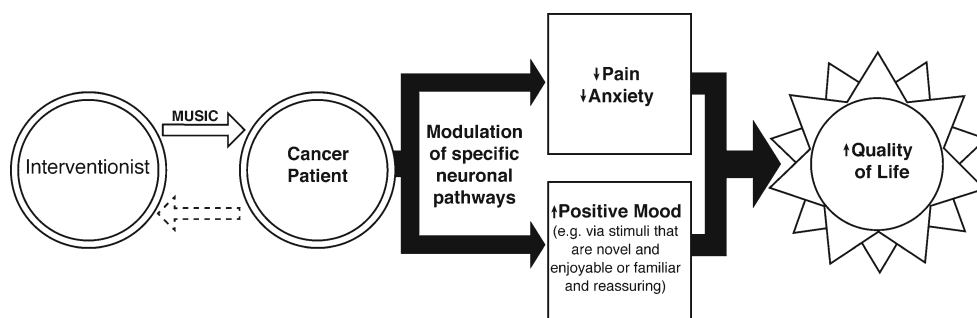 Interventionist
MUSIC
Cancer
Patient
Modulation
of specific
neuronal
pathways
↓Pain
↓Anxiety
↑Positive Mood
(e.g. via stimuli that
are novel and
enjoyable or familiar
and reassuring)
↑Quality
of Life